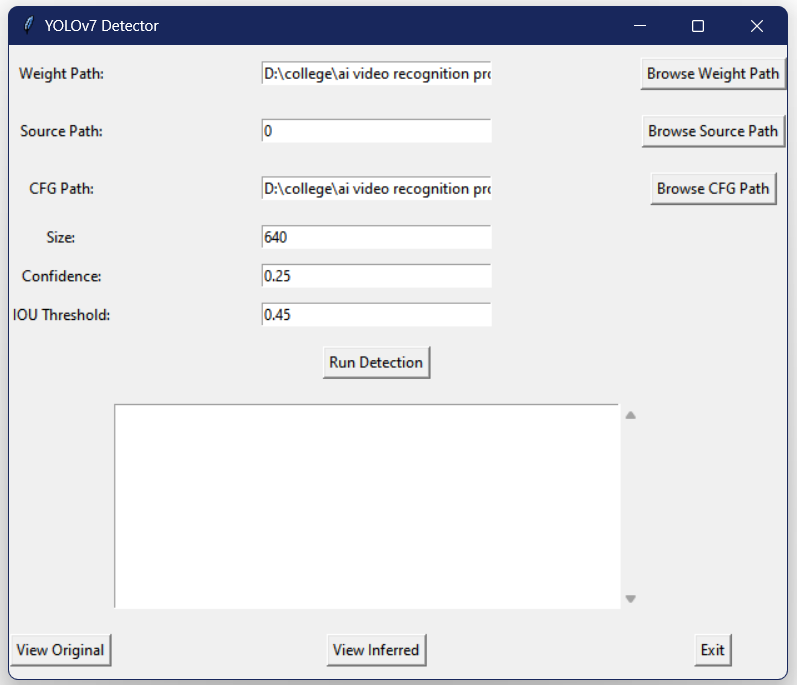 YOLOv7 Detector
Weight Path: D:\college\ai video recognition pro Browse Weight Path
Source Path: 0 Browse Source Path
CFG Path: D:\college\ai video recognition pro Browse CFG Path
Size: 640
Confidence: 0.25
IOU Threshold: 0.45
Run Detection
View Original View Inferred Exit